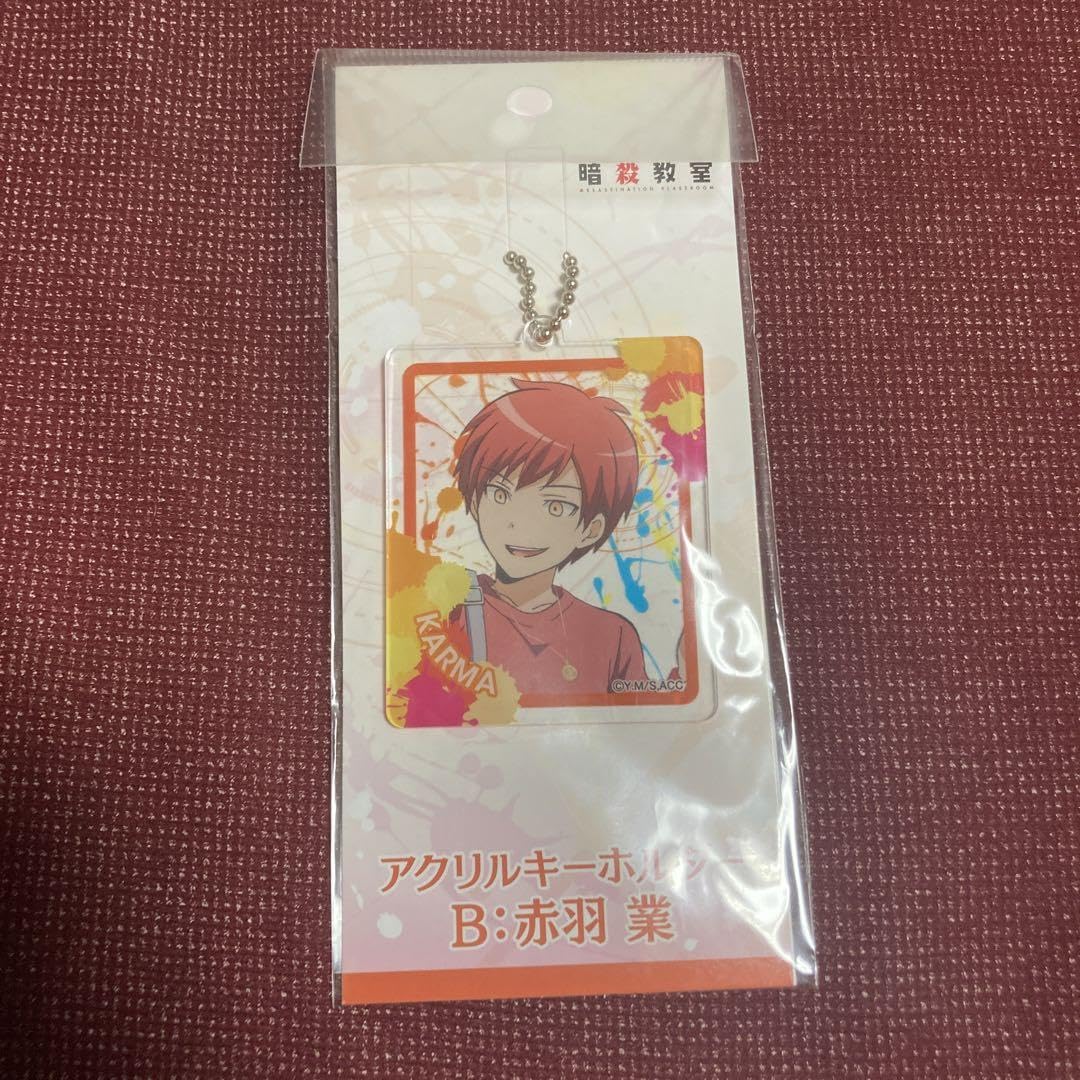 暗殺教室
ASSASSINATION CLASSROOM
KARMA
©Y.M/S,ACC
アクリルキーホルダー
B:赤羽 業